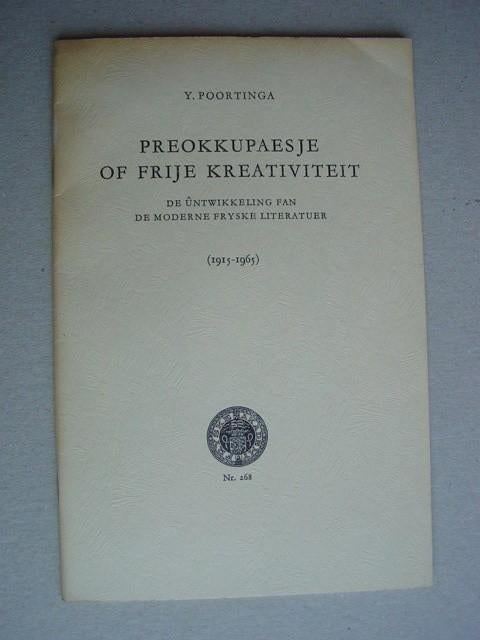 Y. POORTINGA
PREOKKUPAESJE
OF FRIJE KREATIVITEIT
DE ÛNTWIKKELING FAN
DE MODERNE FRYSKE LITERATUER
(1915-1965)
Nr. 268